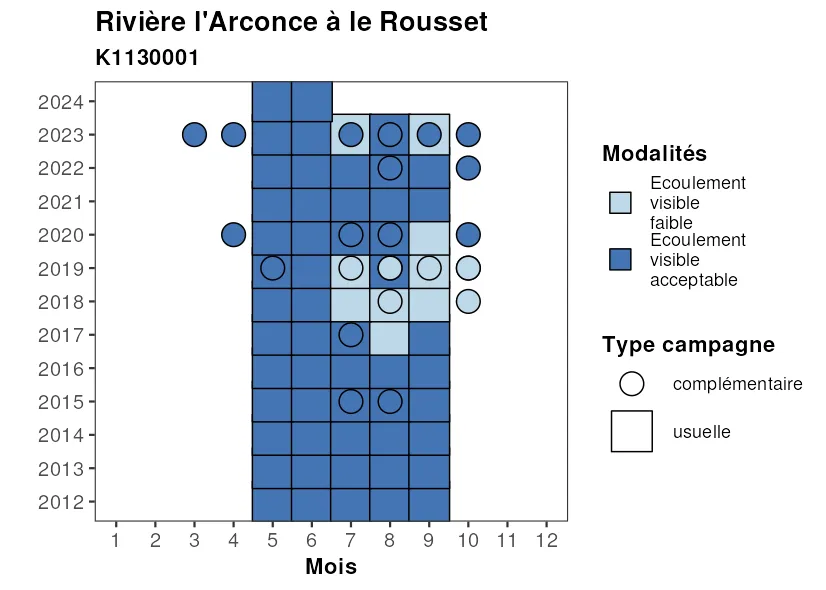 Rivière l'Arconce à le Rousset
K1130001
2024
2023
2022
2021
2020
2019
2018
2017
2016
2015
2014
2013
2012
1 2 3 4 5 6 7 8 9 10 11 12
Mois
Modalités
Ecoulement
visible
faible
Ecoulement
visible
acceptable
Type campagne
complémentaire
usuelle